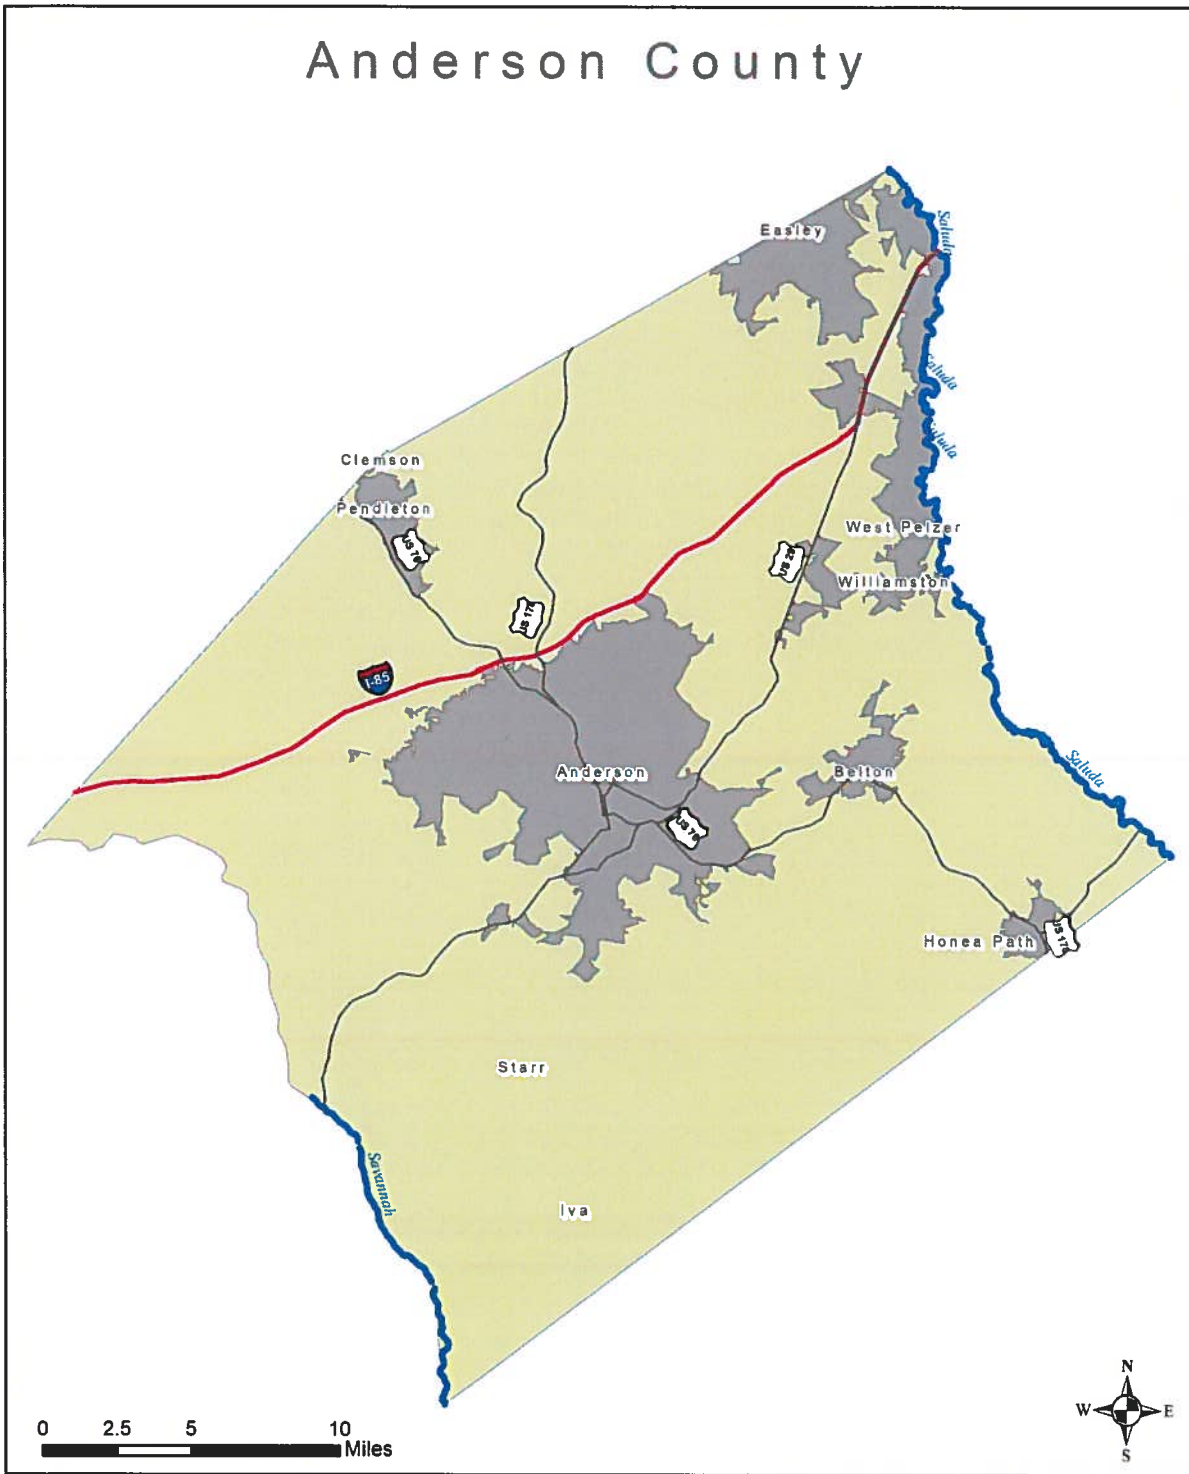 Anderson County
Saluda
Easley
Saluda
Saluda
Clemson
Pendleton
West Pelzer
US 76
US 29
Williamston
US 178
I-85
Saluda
Anderson
Belton
US 76
Honea Path
US 178
Starr
Savannah
Iva
N
W E
S
0 2.5 5 10
Miles